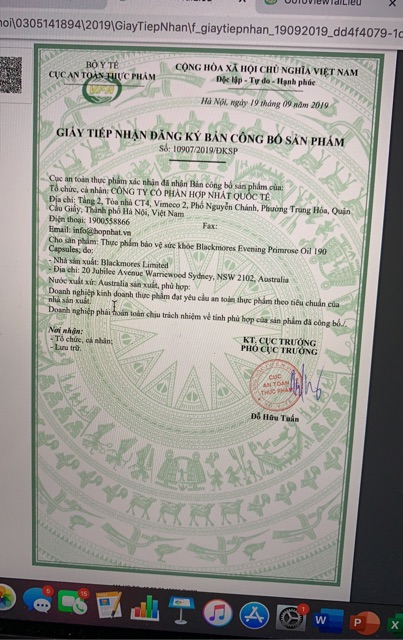 OutoViewTaiLieu
hoi\0305141894\2019\GiayTiepNhan\f_giaytiepnhan_19092019_dd4f4079-1c
BỘ Y TẾ
CỤC AN TOÀN THỰC PHẨM
CỘNG HÒA XÃ HỘI CHỦ NGHĨA VIỆT NAM
Độc lập - Tự do - Hạnh phúc
Hà Nội, ngày 19 tháng 09 năm 2019
GIẤY TIẾP NHẬN ĐĂNG KÝ BẢN CÔNG BỐ SẢN PHẨM
Số: 10907/2019/ĐKSP
Cục an toàn thực phẩm xác nhận đã nhận Bản công bố sản phẩm của:
Tổ chức, cá nhân: CÔNG TY CỔ PHẦN HỢP NHẤT QUỐC TẾ
Địa chỉ: Tầng 2, Tòa nhà CT4, Vimeco 2, Phố Nguyễn Chánh, Phường Trung Hòa, Quận
Cầu Giấy, Thành phố Hà Nội, Việt Nam
Điện thoại: 1900558866 Fax:
Email: info@hopnhat.vn
Cho sản phẩm: Thực phẩm bảo vệ sức khỏe Blackmores Evening Primrose Oil 190
Capsules; do:
- Nhà sản xuất: Blackmores Limited
- Địa chỉ: 20 Jubilee Avenue Warriewood Sydney, NSW 2102, Australia
Nước xuất xứ: Australia sản xuất, phù hợp:
Doanh nghiệp kinh doanh thực phẩm đạt yêu cầu an toàn thực phẩm theo tiêu chuẩn của
nhà sản xuất.
Doanh nghiệp phải hoàn toàn chịu trách nhiệm về tính phù hợp của sản phẩm đã công bố./.
Nơi nhận:
- Tổ chức, cá nhân;
- Lưu trữ.
KT. CỤC TRƯỞNG
PHÓ CỤC TRƯỞNG
CỤC
AN TOÀN
THỰC PHẨM
Đỗ Hữu Tuấn